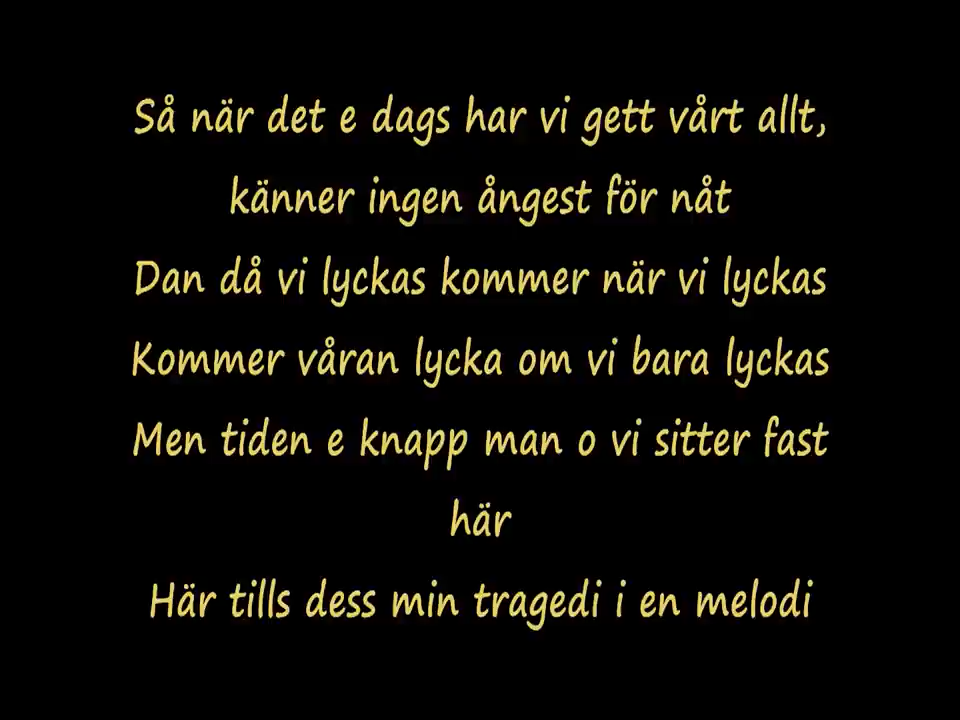 Så när det e dags har vi gett vårt allt,
känner ingen ångest för nåt
Dan då vi lyckas kommer när vi lyckas
Kommer våran lycka om vi bara lyckas
Men tiden e knapp man o vi sitter fast
här
Här tills dess min tragedi i en melodi